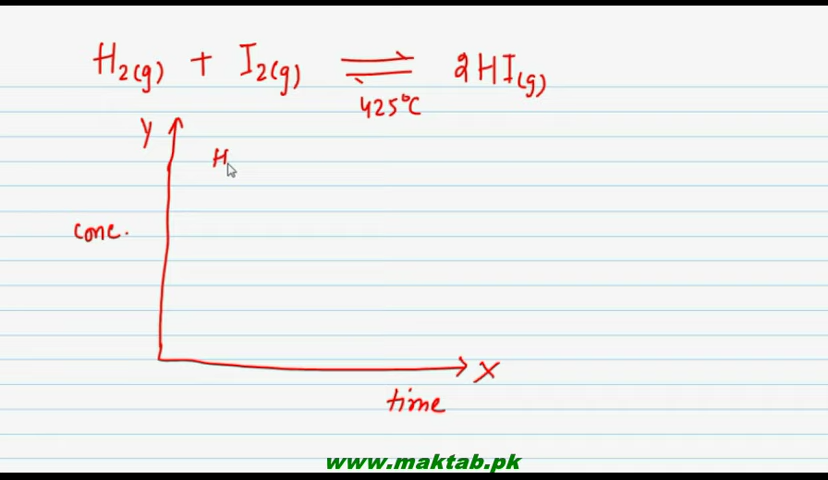 H2(g) + I2(g) ⇌ 2HI(g)
425°C
Y
H
conc.
X
time
www.maktab.pk